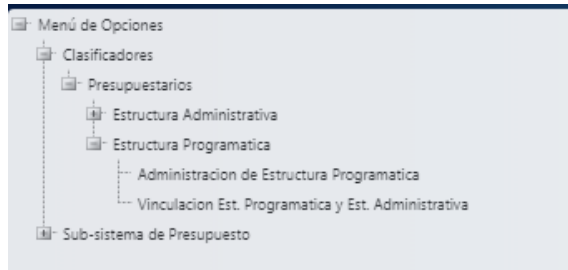 Menú de Opciones
Clasificadores
Presupuestarios
Estructura Administrativa
Estructura Programatica
Administracion de Estructura Programatica
Vinculacion Est. Programatica y Est. Administrativa
Sub-sistema de Presupuesto